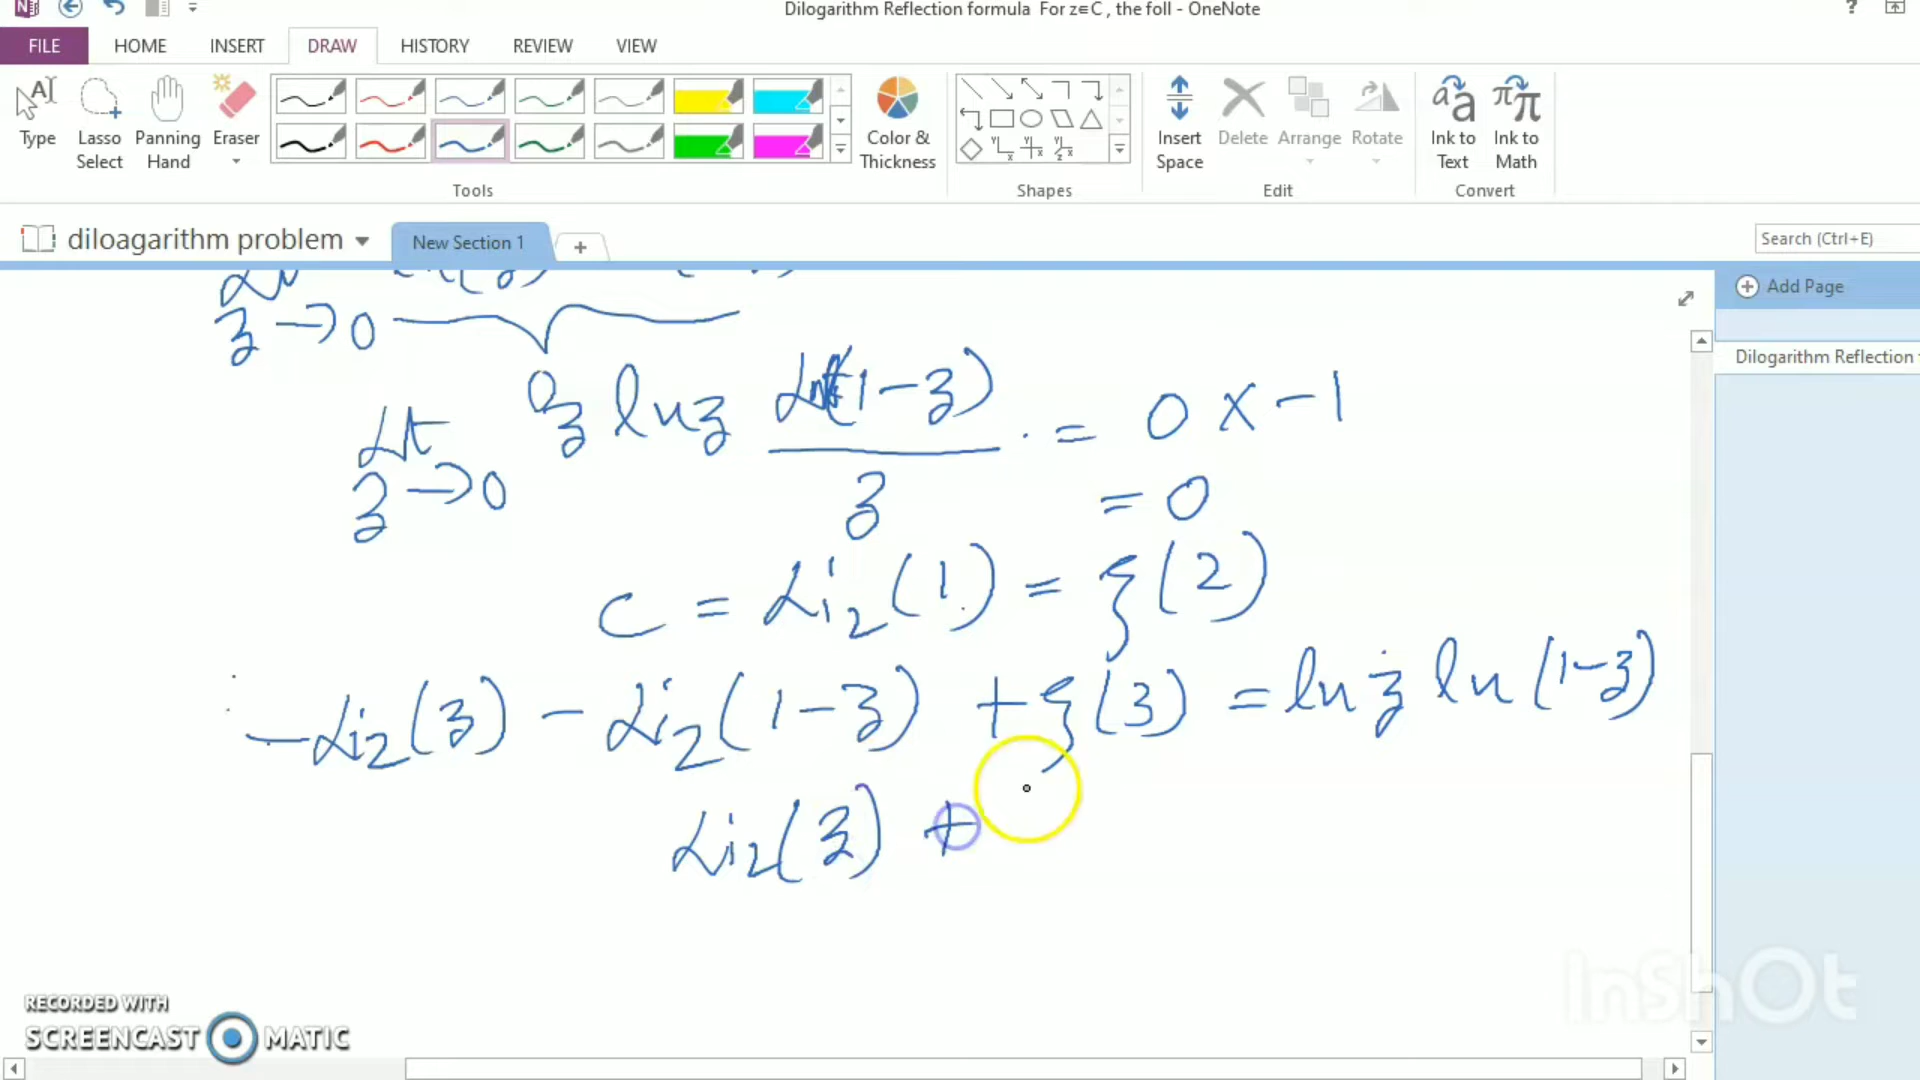 Dilogarithm Reflection formula For z∈C , the foll - OneNote
?
FILE HOME INSERT DRAW HISTORY REVIEW VIEW
Type
Lasso Select
Panning Hand
Eraser
Color & Thickness
Insert Space
Delete
Arrange
Rotate
Ink to Text
Ink to Math
Tools
Shapes
Edit
Convert
diloagarithm problem
New Section 1
+
Search (Ctrl+E)
Add Page
Dilogarithm Reflection
z → 0
Lt z → 0 z ln z ln(1-z)/z . = 0 x -1
= 0
C = Li2(1) = ξ(2)
- Li2(z) - Li2(1-z) + ξ(3) = ln z ln(1-z)
Li2(z) +
RECORDED WITH
SCREENCAST MATIC
InShOt